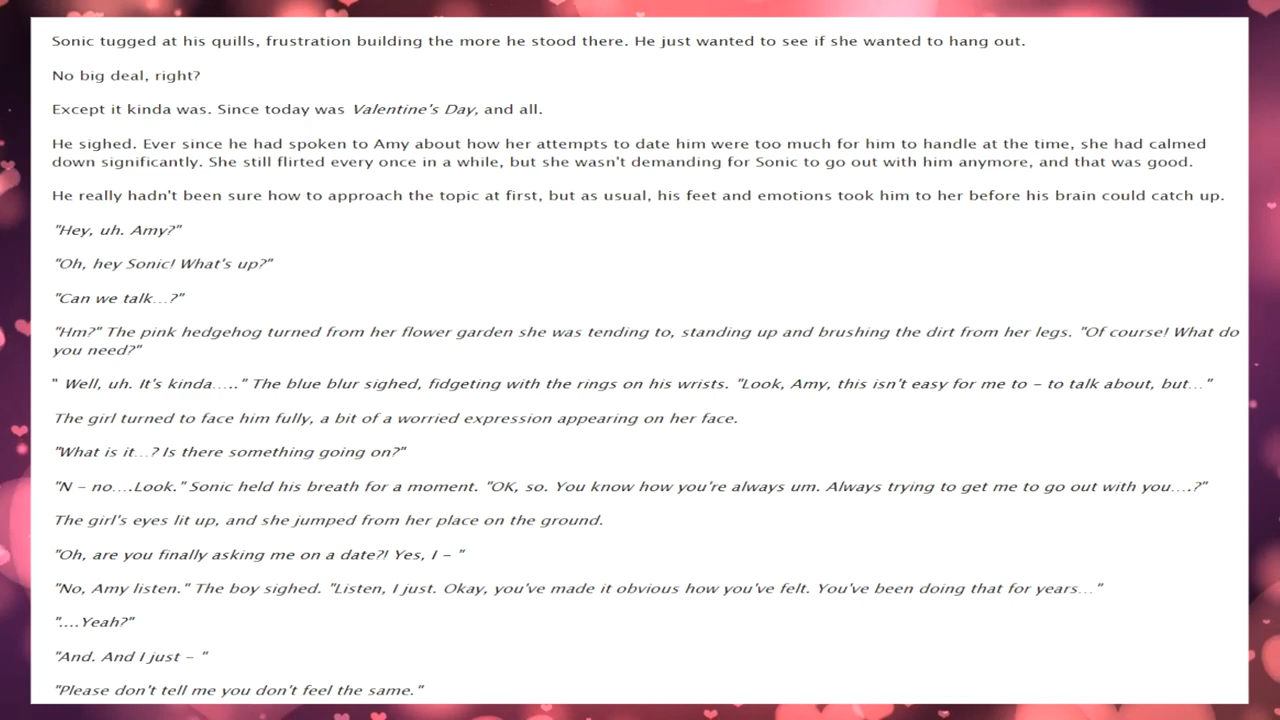 Sonic tugged at his quills, frustration building the more he stood there. He just wanted to see if she wanted to hang out.
No big deal, right?
Except it kinda was. Since today was Valentine's Day, and all.
He sighed. Ever since he had spoken to Amy about how her attempts to date him were too much for him to handle at the time, she had calmed
down significantly. She still flirted every once in a while, but she wasn't demanding for Sonic to go out with him anymore, and that was good.
He really hadn't been sure how to approach the topic at first, but as usual, his feet and emotions took him to her before his brain could catch up.
"Hey, uh. Amy?"
"Oh, hey Sonic! What's up?"
"Can we talk...?"
"Hm?" The pink hedgehog turned from her flower garden she was tending to, standing up and brushing the dirt from her legs. "Of course! What do
you need?"
" Well, uh. It's kinda....." The blue blur sighed, fidgeting with the rings on his wrists. "Look, Amy, this isn't easy for me to – to talk about, but..."
The girl turned to face him fully, a bit of a worried expression appearing on her face.
"What is it...? Is there something going on?"
"N – no....Look." Sonic held his breath for a moment. "OK, so. You know how you're always um. Always trying to get me to go out with you....?"
The girl's eyes lit up, and she jumped from her place on the ground.
"Oh, are you finally asking me on a date?! Yes, I – "
"No, Amy listen." The boy sighed. "Listen, I just. Okay, you've made it obvious how you've felt. You've been doing that for years..."
"....Yeah?"
"And. And I just – "
"Please don't tell me you don't feel the same."